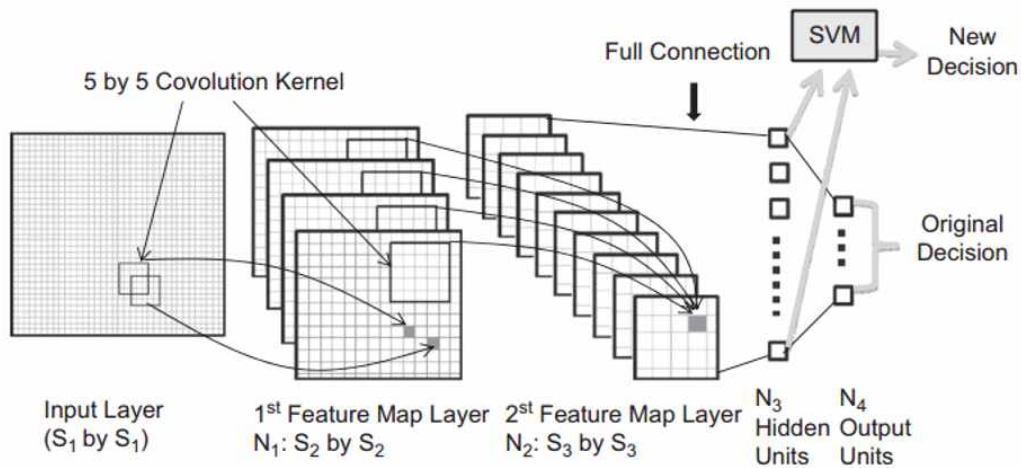 SVM
New
Decision
Full Connection
5 by 5 Covolution Kernel
Original
Decision
Input Layer
(S₁ by S₁)
1ˢᵗ Feature Map Layer
N₁: S₂ by S₂
2ˢᵗ Feature Map Layer
N₂: S₃ by S₃
N₃
Hidden
Units
N₄
Output
Units